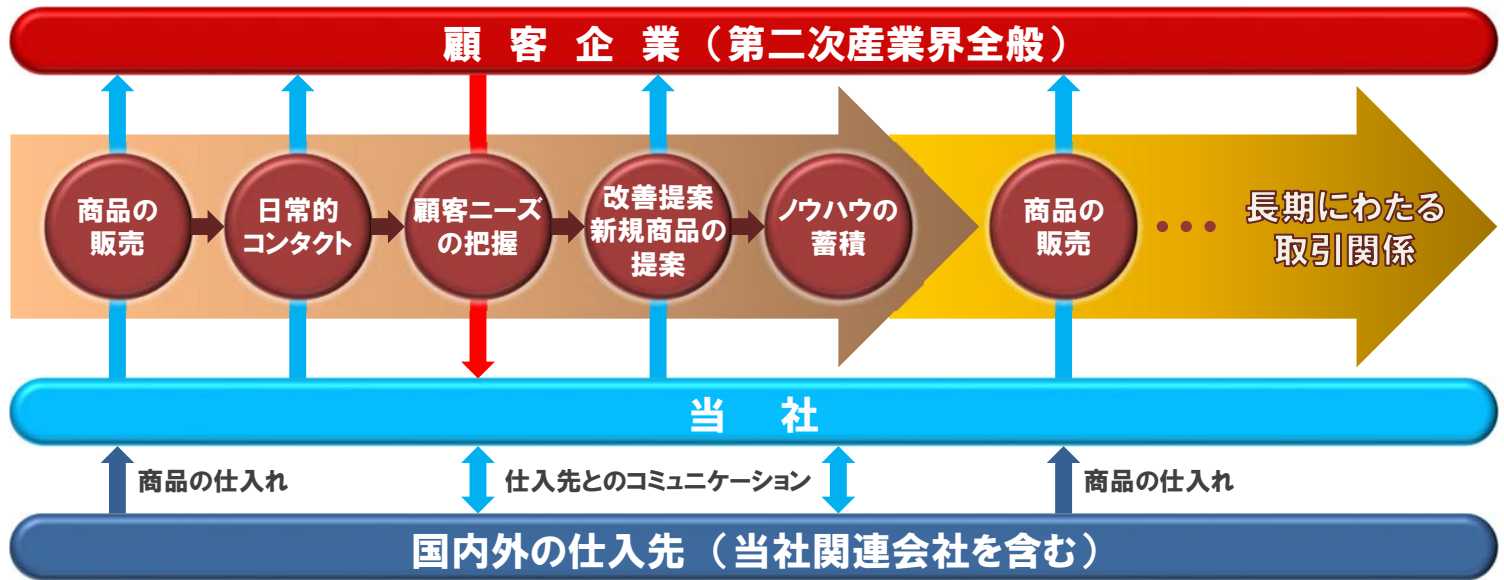 顧客企業（第二次産業界全般）
商品の
販売
日常的
コンタクト
顧客ニーズ
の把握
改善提案
新規商品の
提案
ノウハウの
蓄積
商品の
販売
・・・
長期にわたる
取引関係
当社
商品の仕入れ
仕入先とのコミュニケーション
商品の仕入れ
国内外の仕入先（当社関連会社を含む）